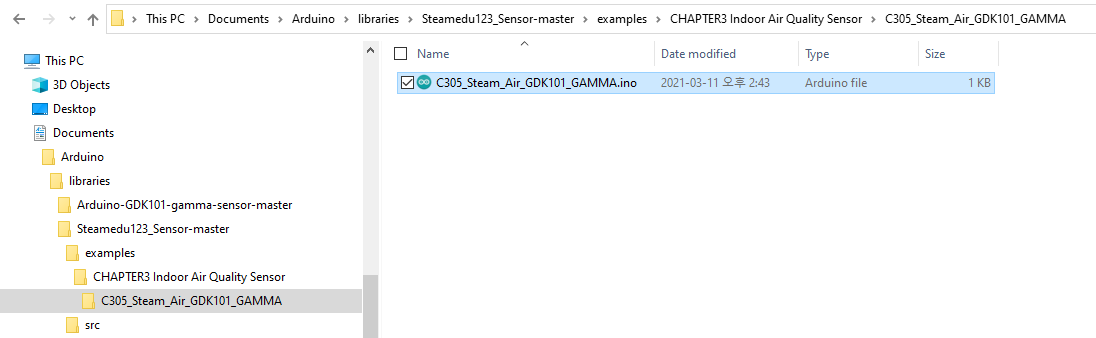 This PC > Documents > Arduino > libraries > Steamedu123_Sensor-master > examples > CHAPTER3 Indoor Air Quality Sensor > C305_Steam_Air_GDK101_GAMMA
This PC
3D Objects
Desktop
Documents
Arduino
libraries
Arduino-GDK101-gamma-sensor-master
Steamedu123_Sensor-master
examples
CHAPTER3 Indoor Air Quality Sensor
C305_Steam_Air_GDK101_GAMMA
src
Name Date modified Type Size
C305_Steam_Air_GDK101_GAMMA.ino 2021-03-11 오후 2:43 Arduino file 1 KB